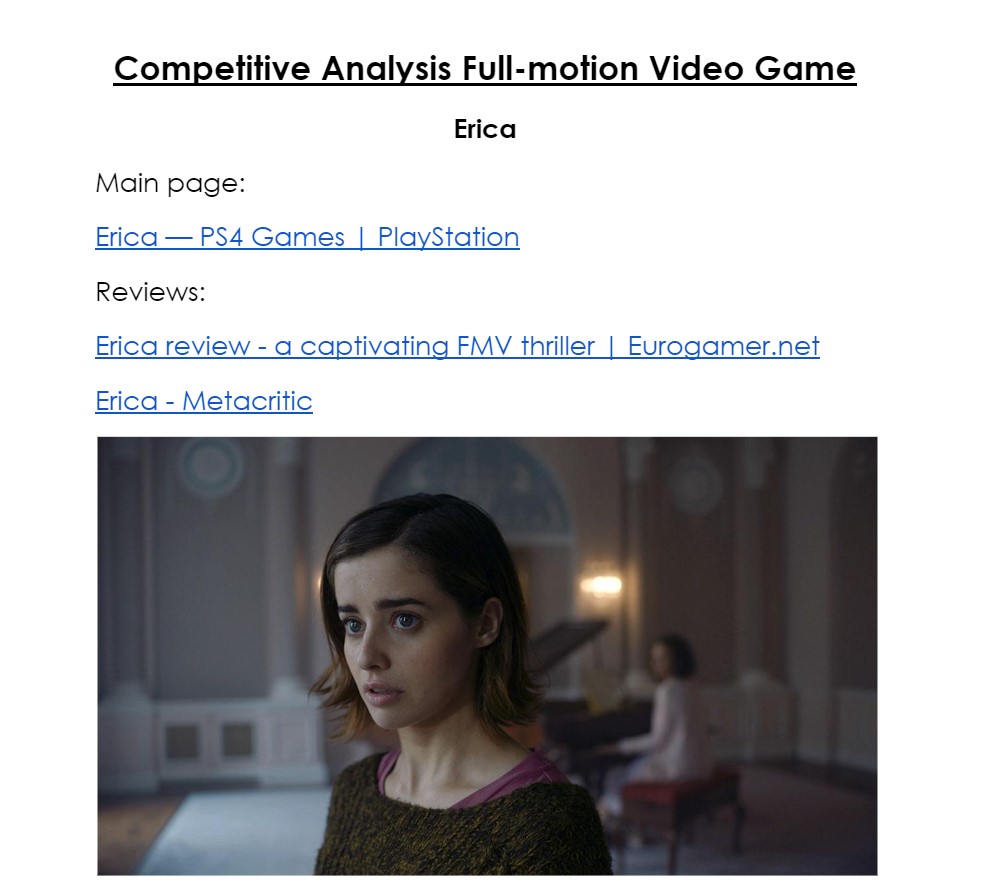 Competitive Analysis Full-motion Video Game
Erica
Main page:
Erica — PS4 Games | PlayStation
Reviews:
Erica review - a captivating FMV thriller | Eurogamer.net
Erica - Metacritic